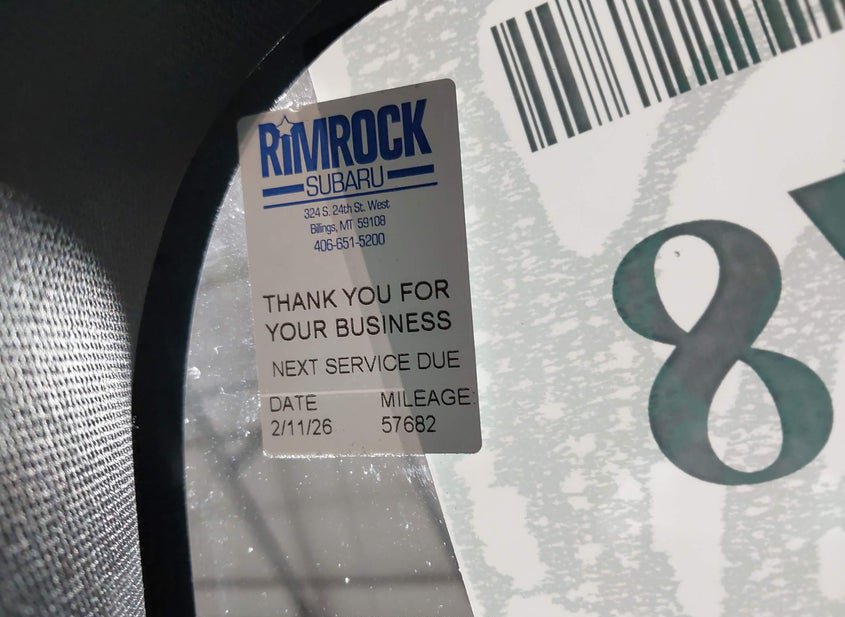 RiMROCK
SUBARU
324 S. 24th St. West
Billings, MT 59108
406-651-5200
THANK YOU FOR
YOUR BUSINESS
NEXT SERVICE DUE
DATE MILEAGE:
2/11/26 57682
8